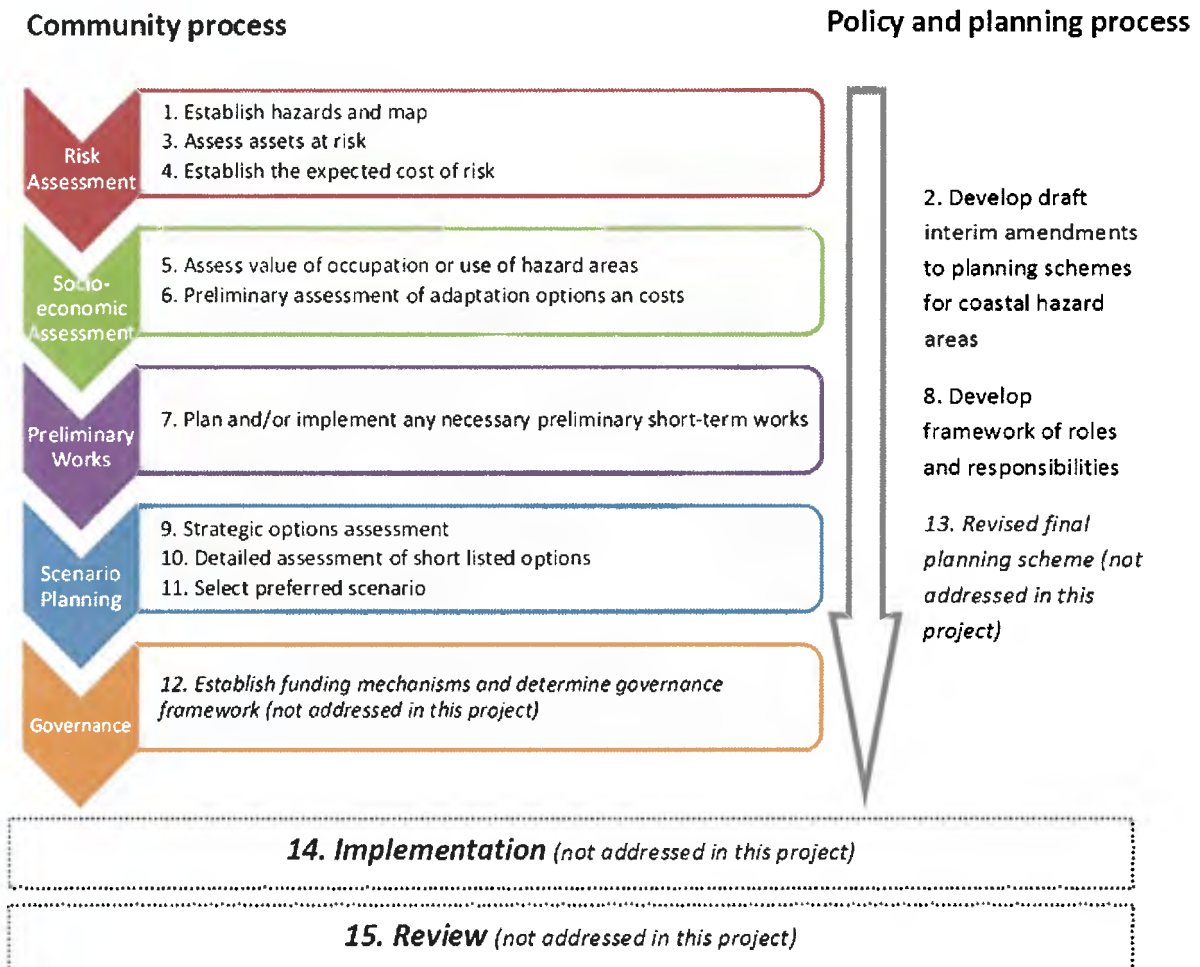 Community process
Policy and planning process
Risk
Assessment
1. Establish hazards and map
3. Assess assets at risk
4. Establish the expected cost of risk
Socio-
economic
Assessment
5. Assess value of occupation or use of hazard areas
6. Preliminary assessment of adaptation options an costs
Preliminary
Works
7. Plan and/or implement any necessary preliminary short-term works
Scenario
Planning
9. Strategic options assessment
10. Detailed assessment of short listed options
11. Select preferred scenario
Governance
12. Establish funding mechanisms and determine governance
framework (not addressed in this project)
2. Develop draft
interim amendments
to planning schemes
for coastal hazard
areas
8. Develop
framework of roles
and responsibilities
13. Revised final
planning scheme (not
addressed in this
project)
14. Implementation (not addressed in this project)
15. Review (not addressed in this project)